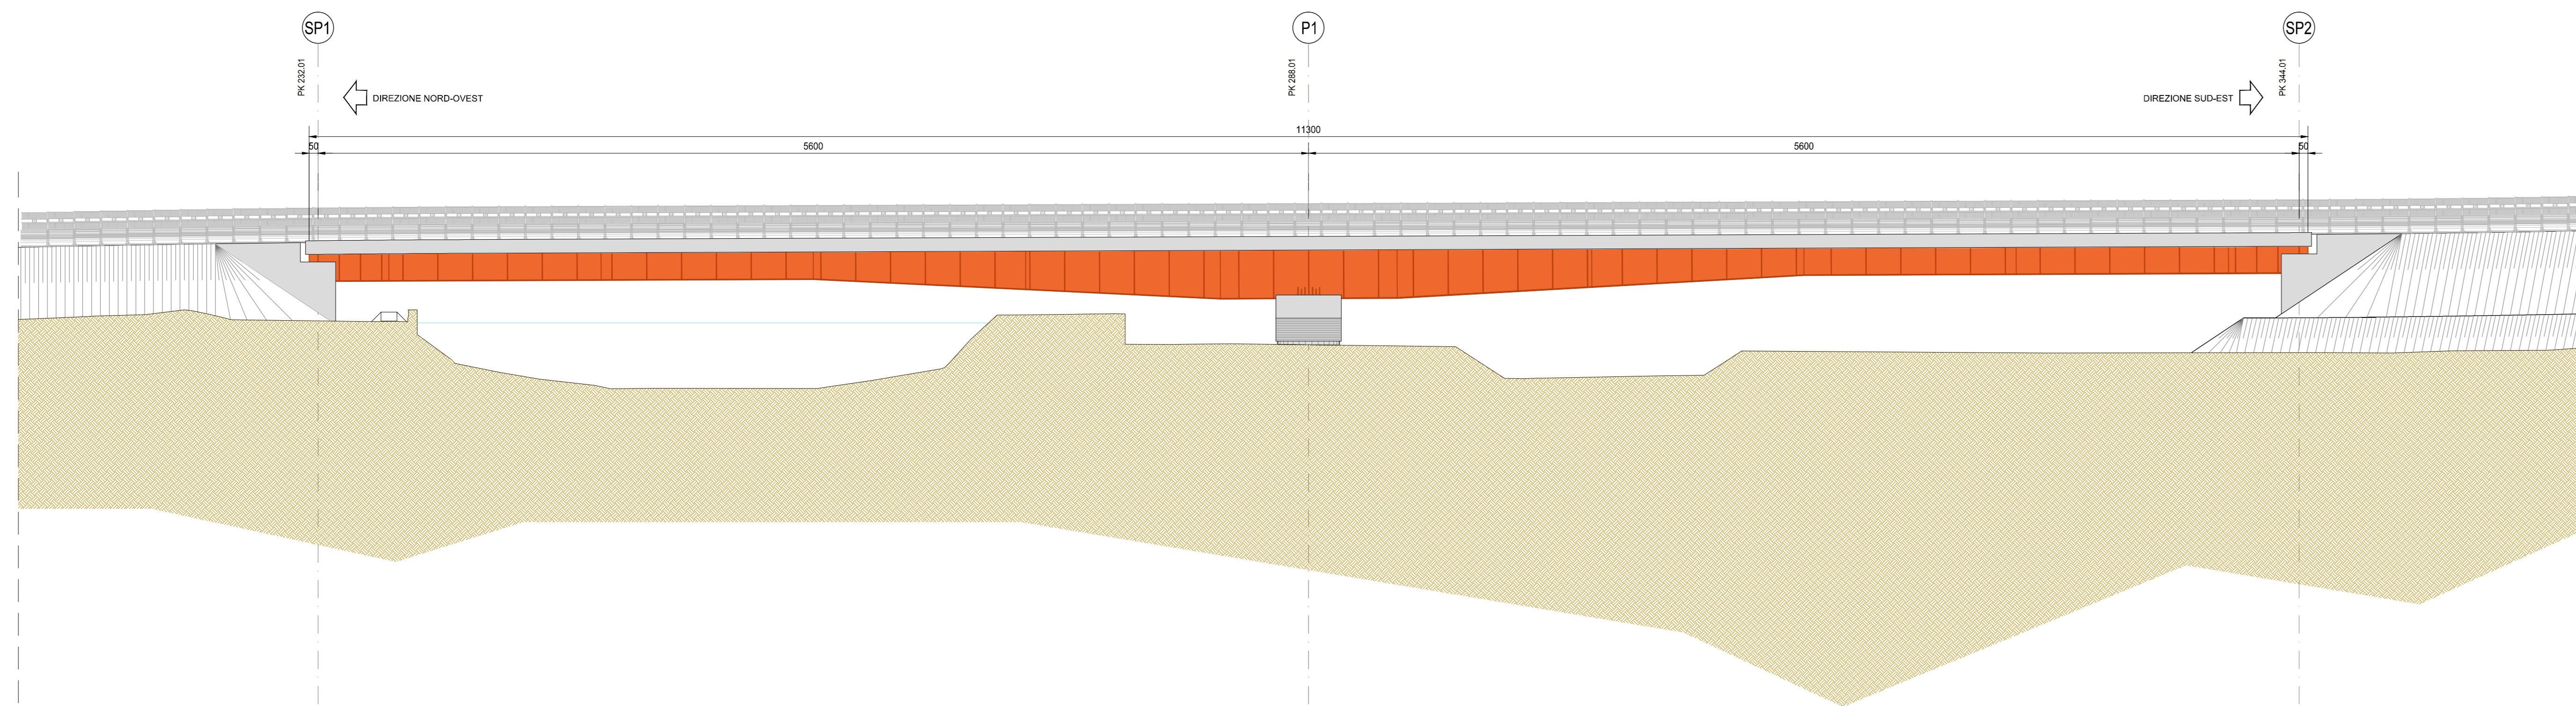 SP1
P1
SP2
PK 232.01
PK 288.01
PK 344.01
DIREZIONE NORD-OVEST
DIREZIONE SUD-EST
11300
50
5600
5600
50